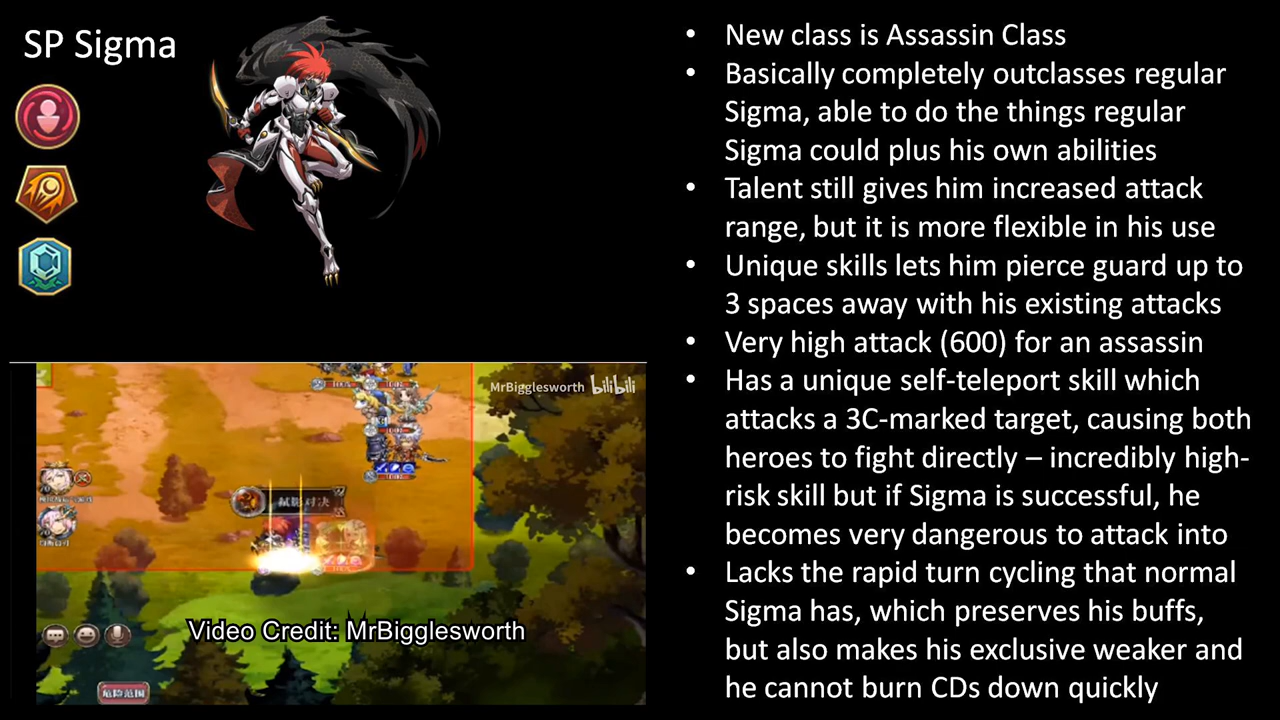 SP Sigma
• New class is Assassin Class
• Basically completely outclasses regular
Sigma, able to do the things regular
Sigma could plus his own abilities
• Talent still gives him increased attack
range, but it is more flexible in his use
• Unique skills lets him pierce guard up to
3 spaces away with his existing attacks
• Very high attack (600) for an assassin
• Has a unique self-teleport skill which
attacks a 3C-marked target, causing both
heroes to fight directly – incredibly high-
risk skill but if Sigma is successful, he
becomes very dangerous to attack into
• Lacks the rapid turn cycling that normal
Sigma has, which preserves his buffs,
but also makes his exclusive weaker and
he cannot burn CDs down quickly
MrBigglesworth bilibili
Video Credit: MrBigglesworth
危险范围